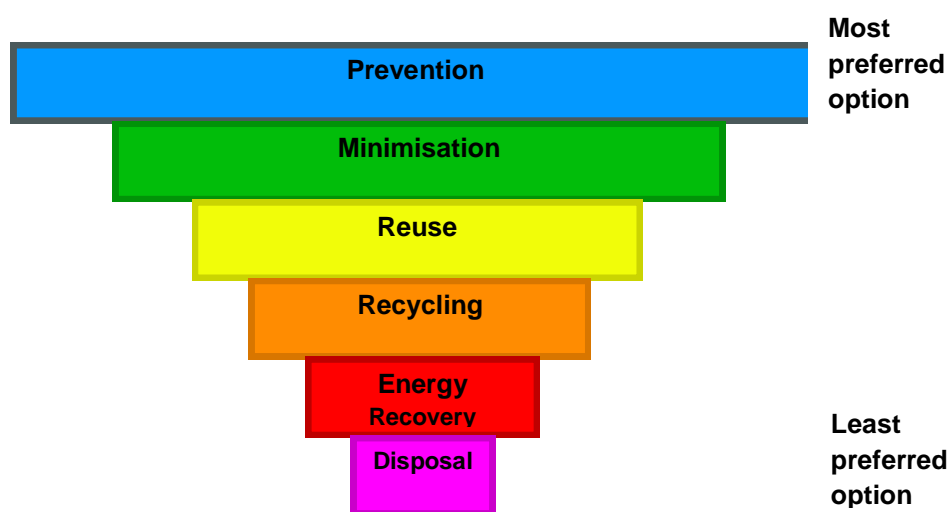 Most
preferred
option
Prevention
Minimisation
Reuse
Recycling
Energy
Recovery
Disposal
Least
preferred
option